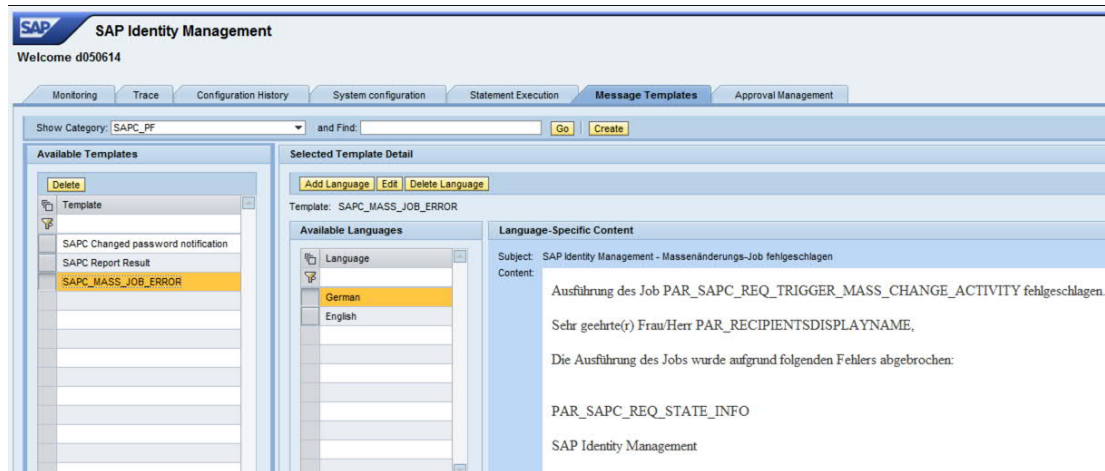 SAP
SAP Identity Management
Welcome d050614
Monitoring
Trace
Configuration History
System configuration
Statement Execution
Message Templates
Approval Management
Show Category: SAPC_PF
and Find:
Go
Create
Available Templates
Delete
Template
SAPC Changed password notification
SAPC Report Result
SAPC_MASS_JOB_ERROR
Selected Template Detail
Add Language
Edit
Delete Language
Template: SAPC_MASS_JOB_ERROR
Available Languages
Language
German
English
Language-Specific Content
Subject: SAP Identity Management - Massenänderungs-Job fehlgeschlagen
Content:
Ausführung des Job PAR_SAPC_REQ_TRIGGER_MASS_CHANGE_ACTIVITY fehlgeschlagen.
Sehr geehrte(r) Frau/Herr PAR_RECIPIENTSDISPLAYNAME,
Die Ausführung des Jobs wurde aufgrund folgenden Fehlers abgebrochen:
PAR_SAPC_REQ_STATE_INFO
SAP Identity Management